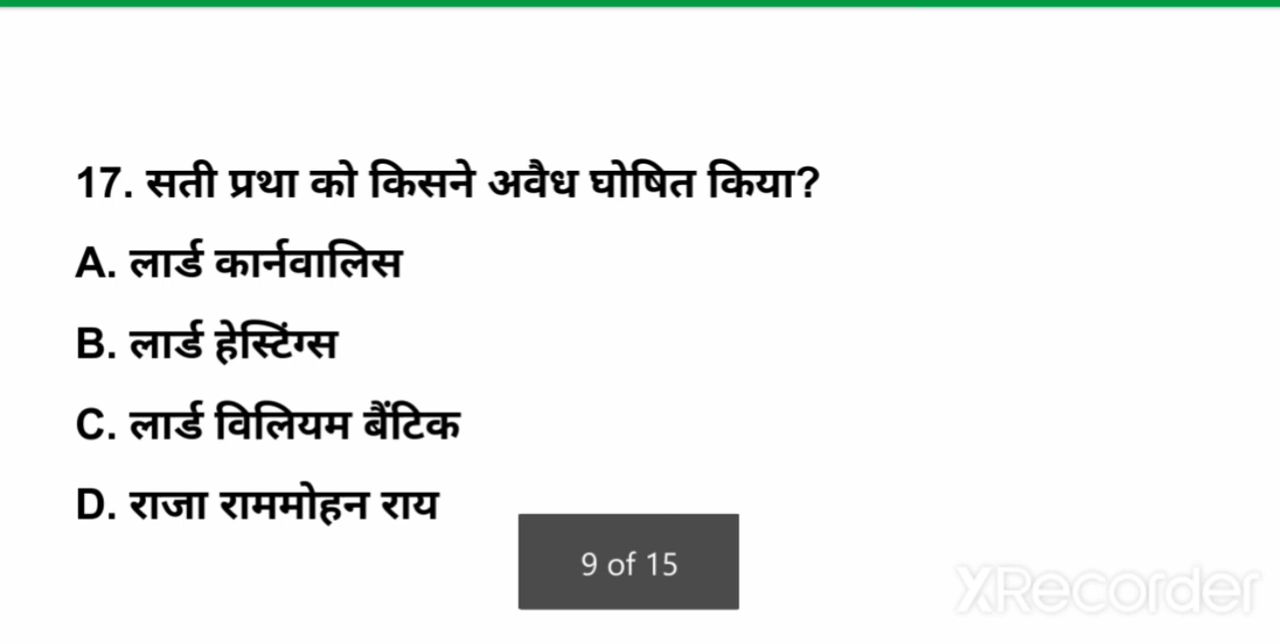 17. सती प्रथा को किसने अवैध घोषित किया?
A. लार्ड कार्नवालिस
B. लार्ड हेस्टिंग्स
C. लार्ड विलियम बैंटिक
D. राजा राममोहन राय
9 of 15
XRecorder